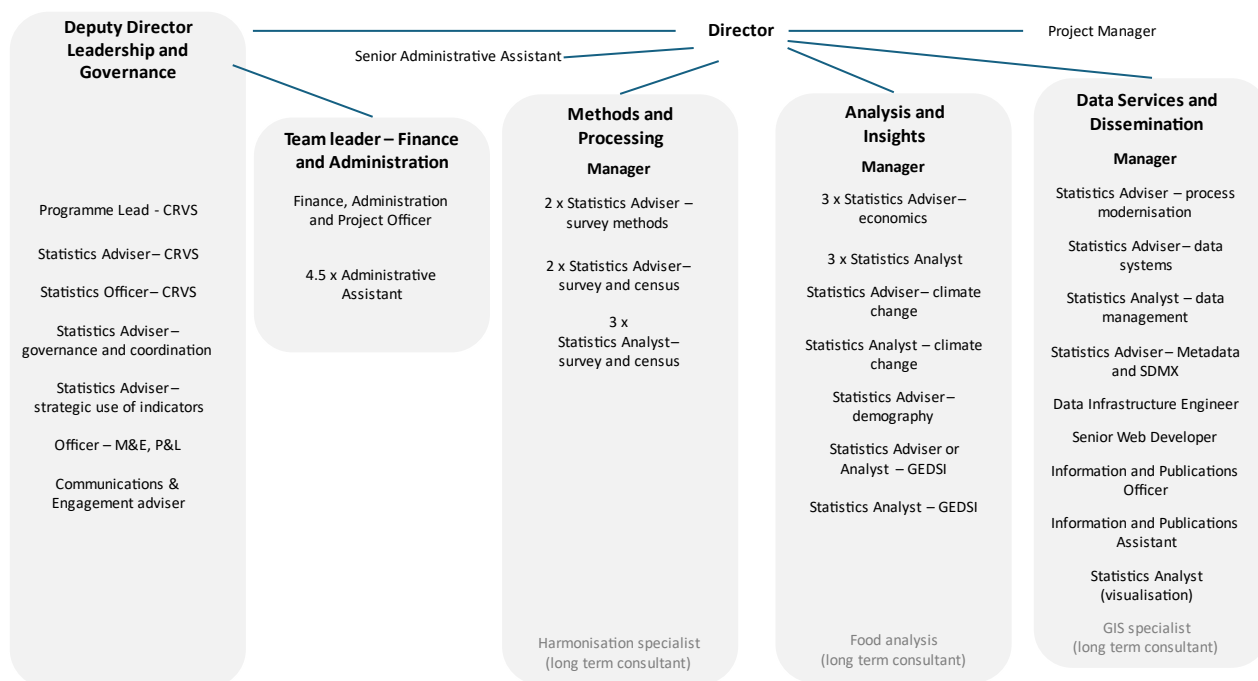 Deputy Director
Leadership and
Governance
Director
Project Manager
Senior Administrative Assistant
Programme Lead - CRVS
Statistics Adviser– CRVS
Statistics Officer– CRVS
Statistics Adviser–
governance and coordination
Statistics Adviser–
strategic use of indicators
Officer – M&E, P&L
Communications &
Engagement adviser
Team leader – Finance
and Administration
Finance, Administration
and Project Officer
4.5 x Administrative
Assistant
Methods and
Processing
Manager
2 x Statistics Adviser –
survey methods
2 x Statistics Adviser–
survey and census
3 x
Statistics Analyst–
survey and census
Harmonisation specialist
(long term consultant)
Analysis and
Insights
Manager
3 x Statistics Adviser–
economics
3 x Statistics Analyst
Statistics Adviser– climate
change
Statistics Analyst – climate
change
Statistics Adviser–
demography
Statistics Adviser or
Analyst – GEDSI
Statistics Analyst – GEDSI
Food analysis
(long term consultant)
Data Services and
Dissemination
Manager
Statistics Adviser – process
modernisation
Statistics Adviser– data
systems
Statistics Analyst – data
management
Statistics Adviser– Metadata
and SDMX
Data Infrastructure Engineer
Senior Web Developer
Information and Publications
Officer
Information and Publications
Assistant
Statistics Analyst
(visualisation)
GIS specialist
(long term consultant)